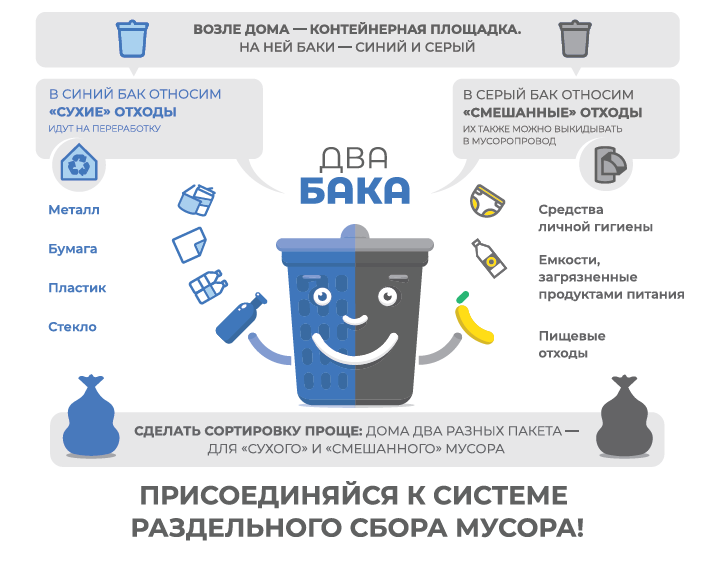 ВОЗЛЕ ДОМА — КОНТЕЙНЕРНАЯ ПЛОЩАДКА.
НА НЕЙ БАКИ — СИНИЙ И СЕРЫЙ
В СИНИЙ БАК ОТНОСИМ
«СУХИЕ» ОТХОДЫ
ИДУТ НА ПЕРЕРАБОТКУ
В СЕРЫЙ БАК ОТНОСИМ
«СМЕШАННЫЕ» ОТХОДЫ
ИХ ТАКЖЕ МОЖНО ВЫКИДЫВАТЬ
В МУСОРОПРОВОД
ДВА
БАКА
Металл
Бумага
Пластик
Стекло
Средства
личной гигиены
Емкости,
загрязненные
продуктами питания
Пищевые
отходы
СДЕЛАТЬ СОРТИРОВКУ ПРОЩЕ: ДОМА ДВА РАЗНЫХ ПАКЕТА —
ДЛЯ «СУХОГО» И «СМЕШАННОГО» МУСОРА
ПРИСОЕДИНЯЙСЯ К СИСТЕМЕ
РАЗДЕЛЬНОГО СБОРА МУСОРА!